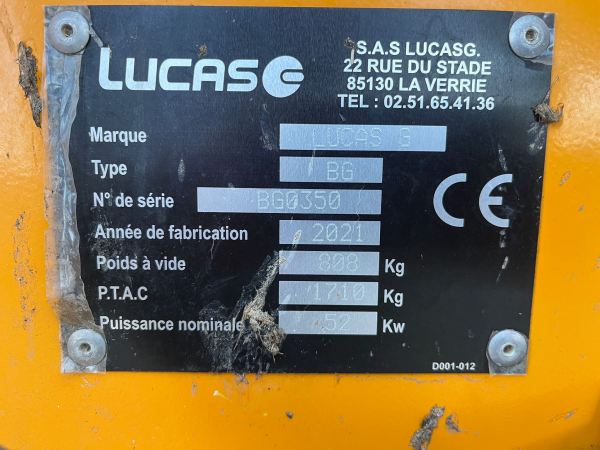 LUCAS G
S.A.S LUCASG.
22 RUE DU STADE
85130 LA VERRIE
TEL : 02.51.65.41.36
Marque LUCAS G
Type BG
N° de série BG0350
Année de fabrication 2021
Poids à vide 808 Kg
P.T.A.C 1710 Kg
Puissance nominale 52 Kw
CE
D001-012